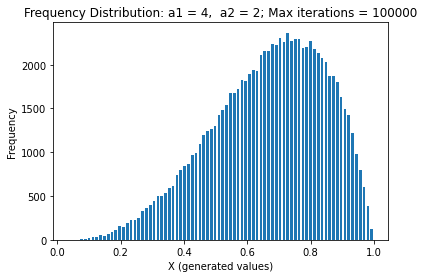 Frequency Distribution: a1 = 4,  a2 = 2; Max iterations = 100000
Frequency
2000
1500
1000
500
0
0.0 0.2 0.4 0.6 0.8 1.0
X (generated values)